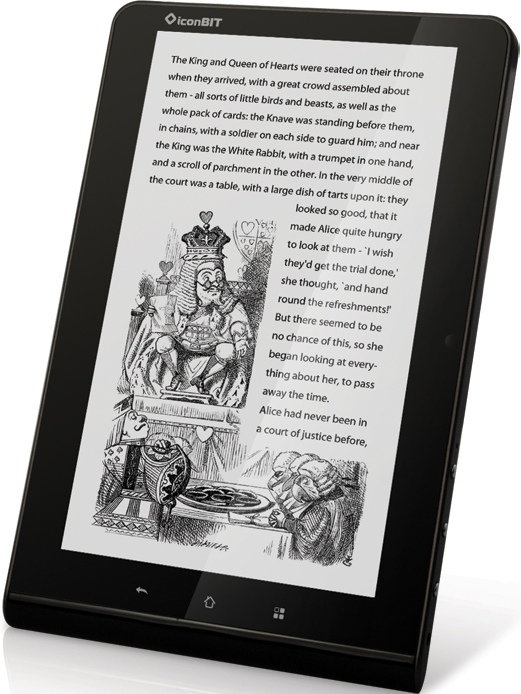 iconBIT
The King and Queen of Hearts were seated on their throne
when they arrived, with a great crowd assembled about
them - all sorts of little birds and beasts, as well as the
whole pack of cards: the Knave was standing before them,
in chains, with a soldier on each side to guard him; and near
the King was the White Rabbit, with a trumpet in one hand,
and a scroll of parchment in the other. In the very middle of
the court was a table, with a large dish of tarts upon it: they
looked so good, that it
made Alice quite hungry
to look at them - `I wish
they'd get the trial done,'
she thought, `and hand
round the refreshments!'
But there seemed to be
no chance of this, so she
began looking at every-
thing about her, to pass
away the time.
Alice had never been in
a court of justice before,